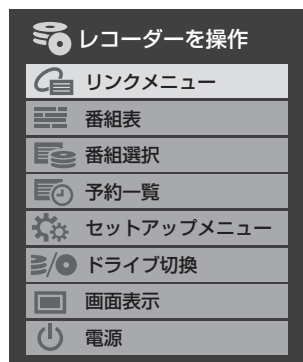 レコーダーを操作
リンクメニュー
番組表
番組選択
予約一覧
セットアップメニュー
ドライブ切換
画面表示
電源